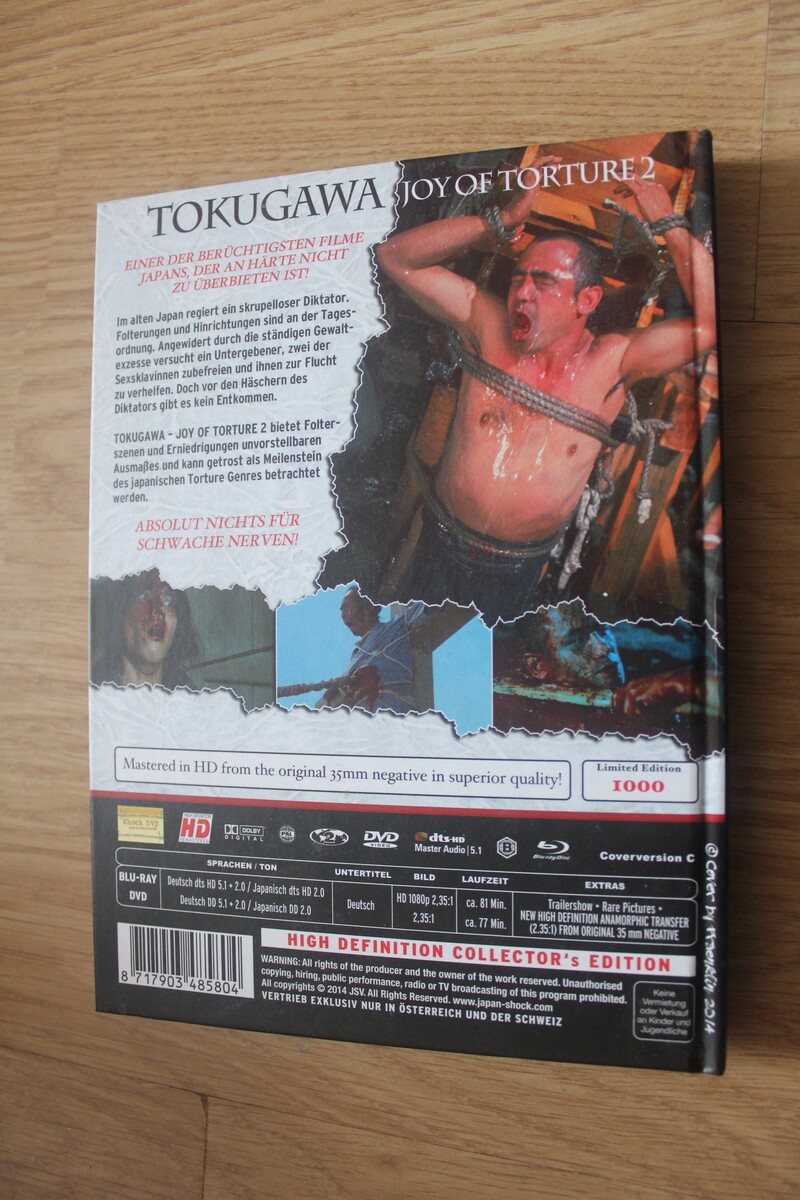 TOKUGAWA JOY OF TORTURE 2
EINER DER BERÜCHTIGSTEN FILME
JAPANS, DER AN HÄRTE NICHT
ZU ÜBERBIETEN IST!
Im alten Japan regiert ein skrupelloser Diktator.
Folterungen und Hinrichtungen sind an der Tages-
ordnung. Angewidert durch die ständigen Gewalt-
exzesse versucht ein Untergebener, zwei der
Sexsklavinnen zubefreien und ihnen zur Flucht
zu verhelfen. Doch vor den Häschern des
Diktators gibt es kein Entkommen.
TOKUGAWA – JOY OF TORTURE 2 bietet Folter-
szenen und Erniedrigungen unvorstellbaren
Ausmaßes und kann getrost als Meilenstein
des japanischen Torture Genres betrachtet
werden.
ABSOLUT NICHTS FÜR
SCHWACHE NERVEN!
Mastered in HD from the original 35mm negative in superior quality!
Limited Edition
1000
Shock DVD
HD
DOLBY
DIGITAL
PAL
2
DVD
VIDEO
dts-HD
Master Audio | 5.1
B
Blu-ray Disc
Coverversion C
SPRACHEN / TON
UNTERTITEL
BILD
LAUFZEIT
EXTRAS
BLU-RAY
DVD
Deutsch dts HD 5.1 + 2.0 / Japanisch dts HD 2.0
Deutsch DD 5.1 + 2.0 / Japanisch DD 2.0
Deutsch
HD 1080p 2,35:1
2,35:1
ca. 81 Min.
ca. 77 Min.
Trailershow • Rare Pictures •
NEW HIGH DEFINITION ANAMORPHIC TRANSFER
(2.35:1) FROM ORIGINAL 35 mm NEGATIVE
HIGH DEFINITION COLLECTOR'S EDITION
WARNING: All rights of the producer and the owner of the work reserved. Unauthorised
copying, hiring, public performance, radio or TV broadcasting of this program prohibited.
All copyrights © 2014 JSV. All Rights Reserved. www.japan-shock.com
VERTRIEB EXKLUSIV NUR IN ÖSTERREICH UND DER SCHWEIZ
8 717903 485804
Keine
Vermietung
oder Verkauf
an Kinder und
Jugendliche
© Cover by 2014